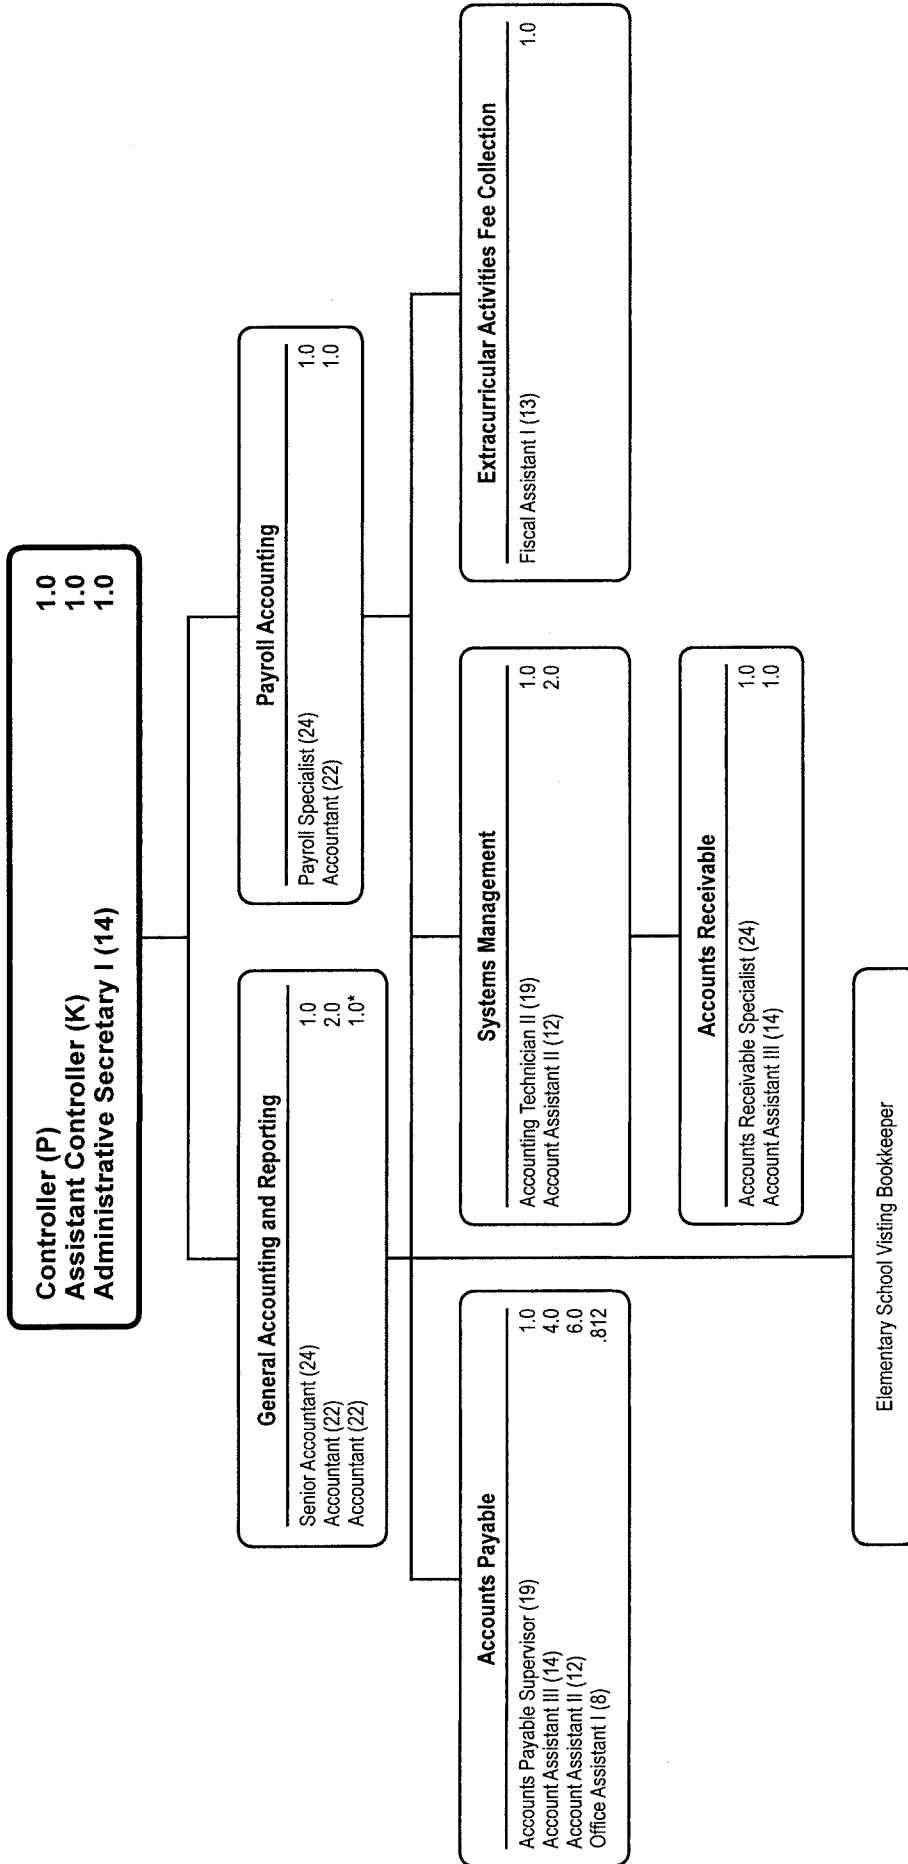 Controller (P) 1.0
Assistant Controller (K) 1.0
Administrative Secretary I (14) 1.0
General Accounting and Reporting
Senior Accountant (24) 1.0
Accountant (22) 2.0
Accountant (22) 1.0*
Payroll Accounting
Payroll Specialist (24) 1.0
Accountant (22) 1.0
Accounts Payable
Accounts Payable Supervisor (19) 1.0
Account Assistant III (14) 4.0
Account Assistant II (12) 6.0
Office Assistant I (8) .812
Systems Management
Accounting Technician II (19) 1.0
Account Assistant II (12) 2.0
Extracurricular Activities Fee Collection
Fiscal Assistant I (13) 1.0
Accounts Receivable
Accounts Receivable Specialist (24) 1.0
Account Assistant III (14) 1.0
Elementary School Visting Bookkeeper